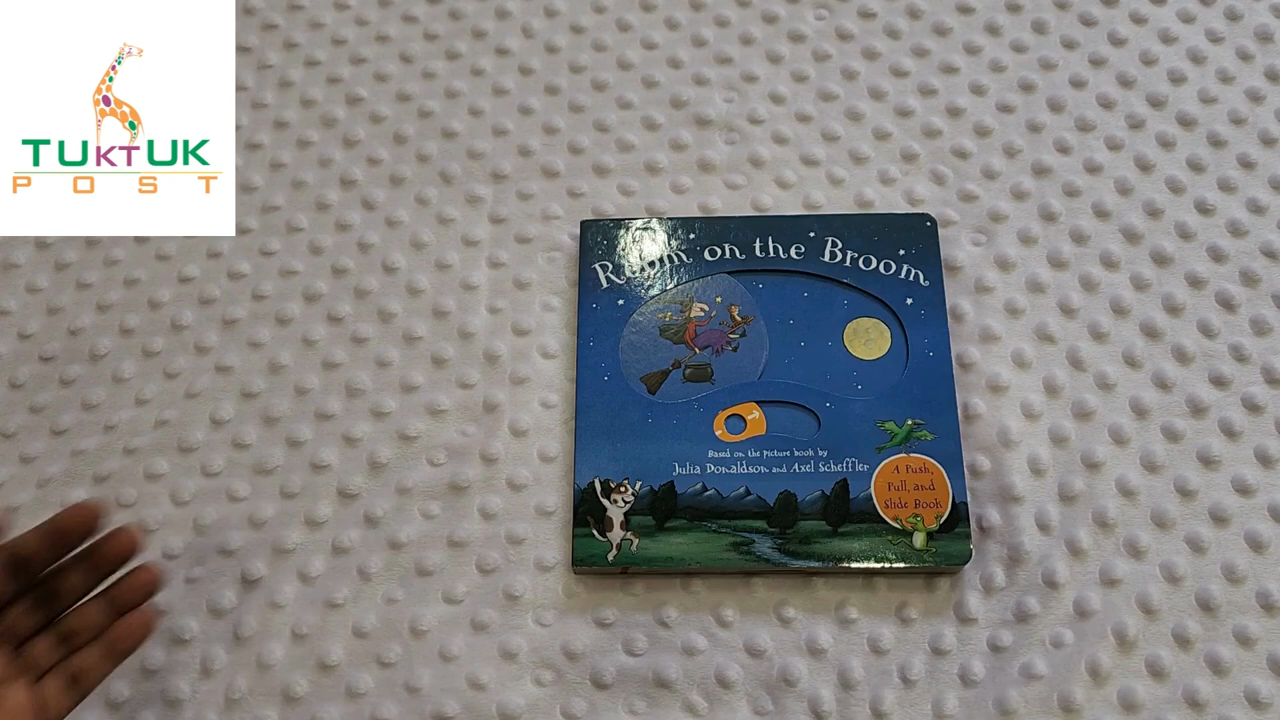 TUKTUK
POST
Room on the Broom
Based on the picture book by
Julia Donaldson and Axel Scheffler
A Push,
Pull, and
Slide Book